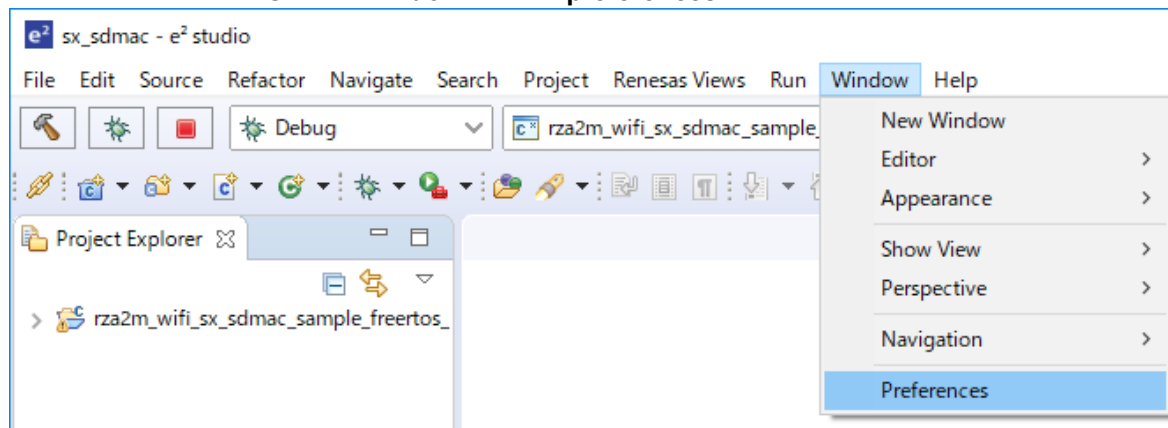 e² sx_sdmac - e² studio
File Edit Source Refactor Navigate Search Project Renesas Views Run Window Help
Debug rza2m_wifi_sx_sdmac_sample_
New Window
Editor
Appearance
Project Explorer
Show View
Perspective
rza2m_wifi_sx_sdmac_sample_freertos_
Navigation
Preferences